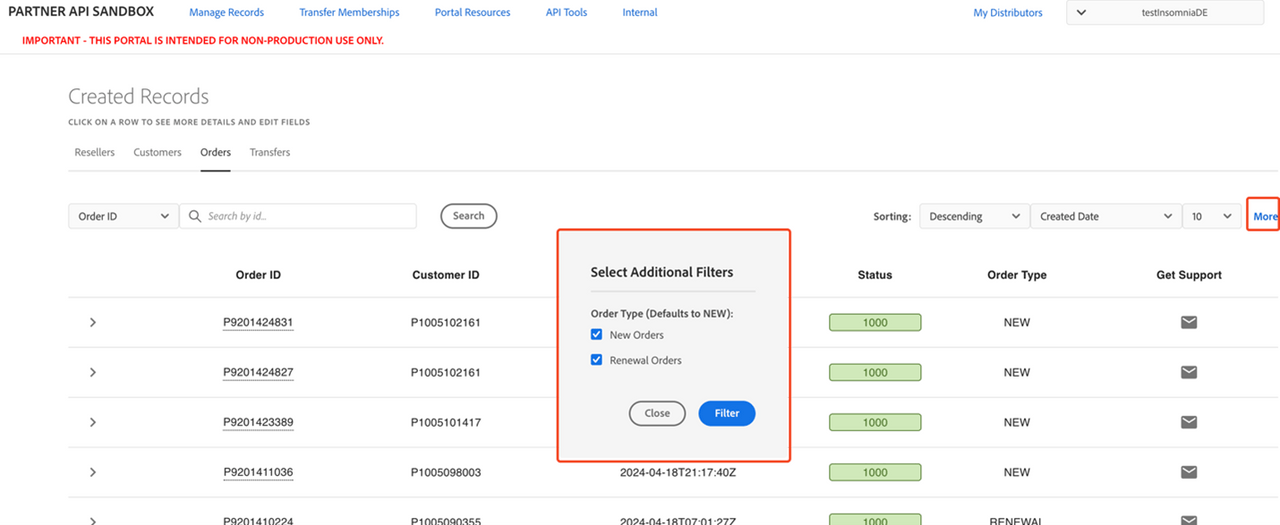 PARTNER API SANDBOX Manage Records Transfer Memberships Portal Resources API Tools Internal My Distributors testInsomniaDE
IMPORTANT - THIS PORTAL IS INTENDED FOR NON-PRODUCTION USE ONLY.
Created Records
CLICK ON A ROW TO SEE MORE DETAILS AND EDIT FIELDS
Resellers Customers Orders Transfers
Order ID Search by id... Search Sorting: Descending Created Date 10 More
Order ID Customer ID Status Order Type Get Support
P9201424831 P1005102161 1000 NEW
P9201424827 P1005102161 1000 NEW
P9201423389 P1005101417 1000 NEW
P9201411036 P1005098003 2024-04-18T21:17:40Z 1000 NEW
P9201410224 P1005090355 2024-04-18T07:01:27Z 1000 RENEWAL
Select Additional Filters
Order Type (Defaults to NEW):
New Orders
Renewal Orders
Close Filter